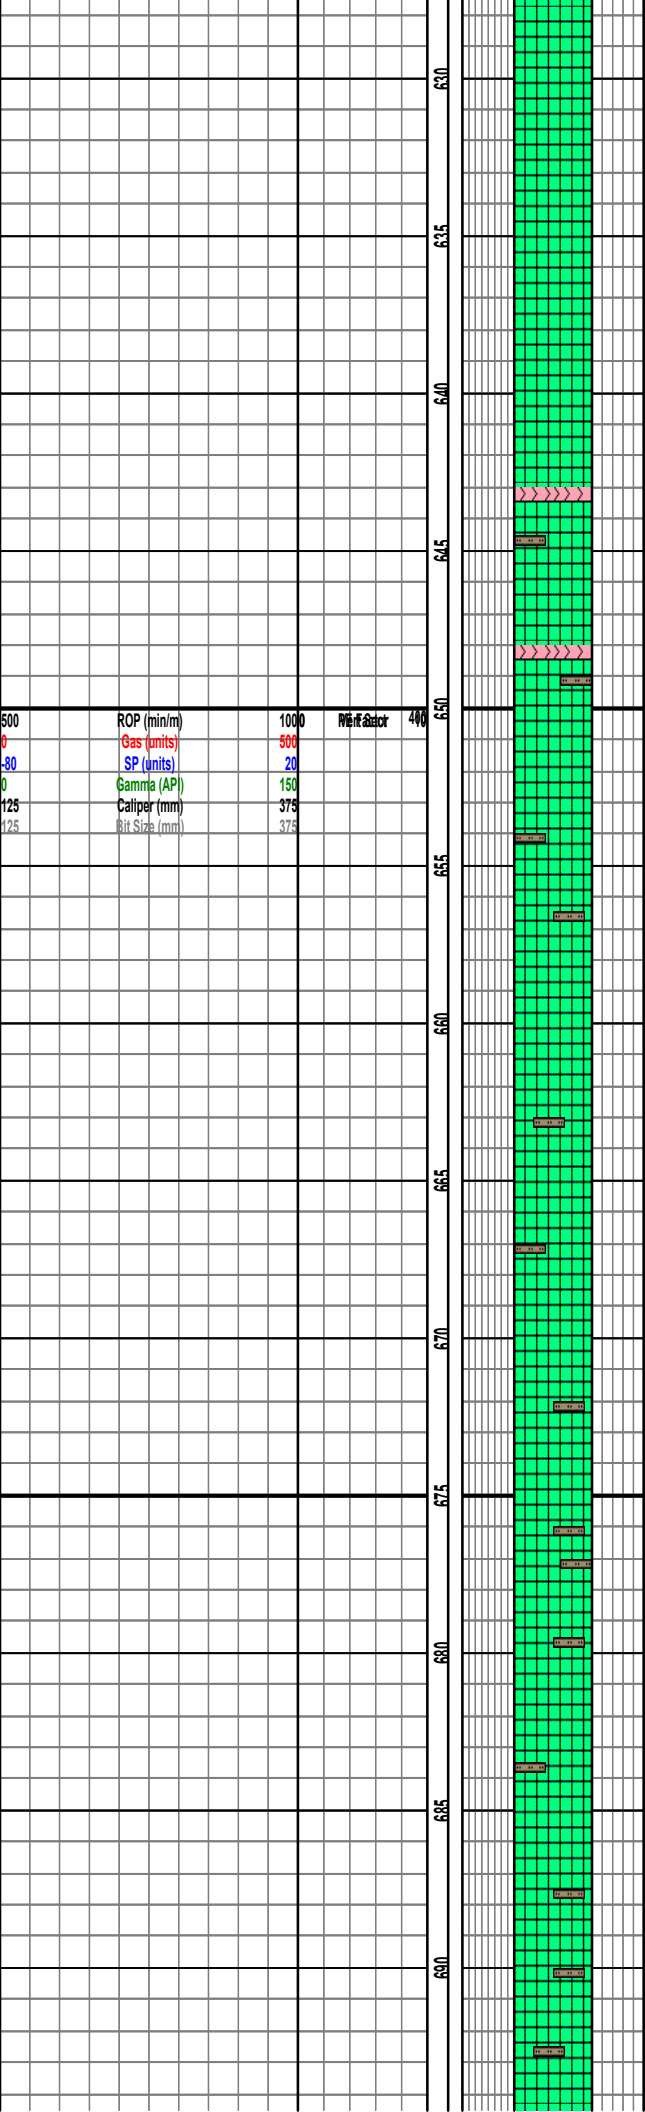 630
635
640
645
650
500 ROP (min/m) 1000
0 Gas (units) 500
-80 SP (units) 20
0 Gamma (API) 150
125 Caliper (mm) 375
125 Bit Size (mm) 375
655
660
665
670
675
680
685
690